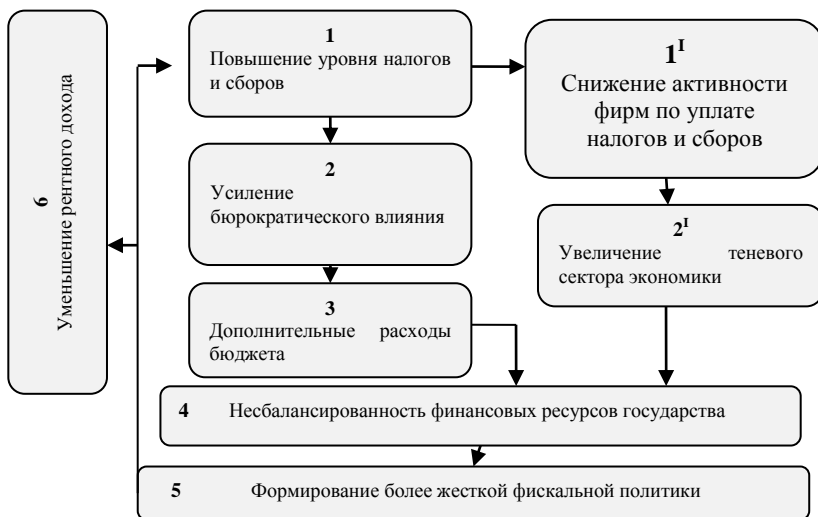 6
Уменьшение рентного дохода
1
Повышение уровня налогов
и сборов
1ᴵ
Снижение активности
фирм по уплате
налогов и сборов
2
Усиление
бюрократического влияния
2ᴵ
Увеличение теневого
сектора экономики
3
Дополнительные расходы
бюджета
4 Несбалансированность финансовых ресурсов государства
5 Формирование более жесткой фискальной политики